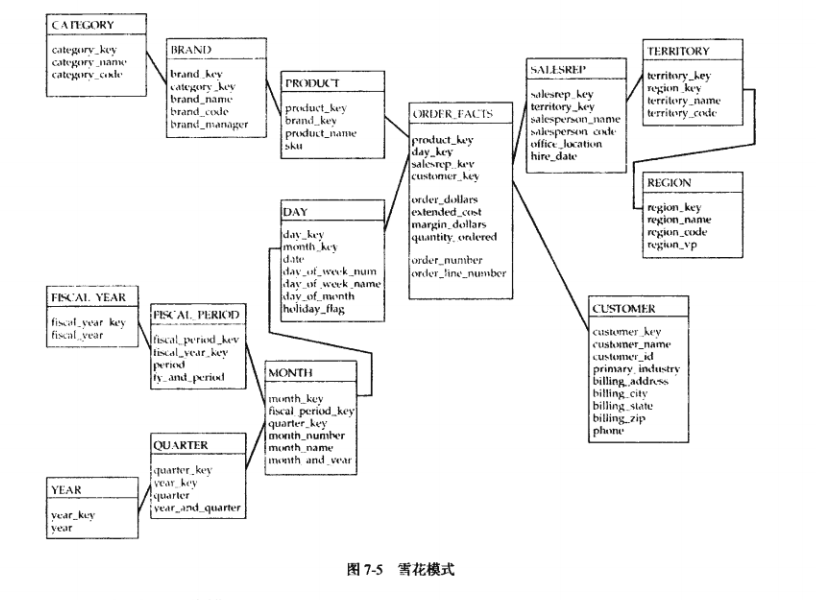 CATEGORY
category_key
category_name
category_code
BRAND
brand_key
category_key
brand_name
brand_code
brand_manager
PRODUCT
product_key
brand_key
product_name
sku
ORDER_FACTS
product_key
day_key
salesrep_key
customer_key
order_dollars
extended_cost
margin_dollars
quantity_ordered
order_number
order_line_number
SALESREP
salesrep_key
territory_key
salesperson_name
salesperson_code
office_location
hire_date
TERRITORY
territory_key
region_key
territory_name
territory_code
REGION
region_key
region_name
region_code
region_vp
DAY
day_key
month_key
date
day_of_week_num
day_of_week_name
day_of_month
holiday_flag
FISCAL_YEAR
fiscal_year_key
fiscal_year
FISCAL_PERIOD
fiscal_period_key
fiscal_year_key
period
fy_and_period
MONTH
month_key
fiscal_period_key
quarter_key
month_number
month_name
month_and_year
QUARTER
quarter_key
year_key
quarter
year_and_quarter
YEAR
year_key
year
CUSTOMER
customer_key
customer_name
customer_id
primary_industry
billing_address
billing_city
billing_state
billing_zip
phone
图 7-5 雪花模式